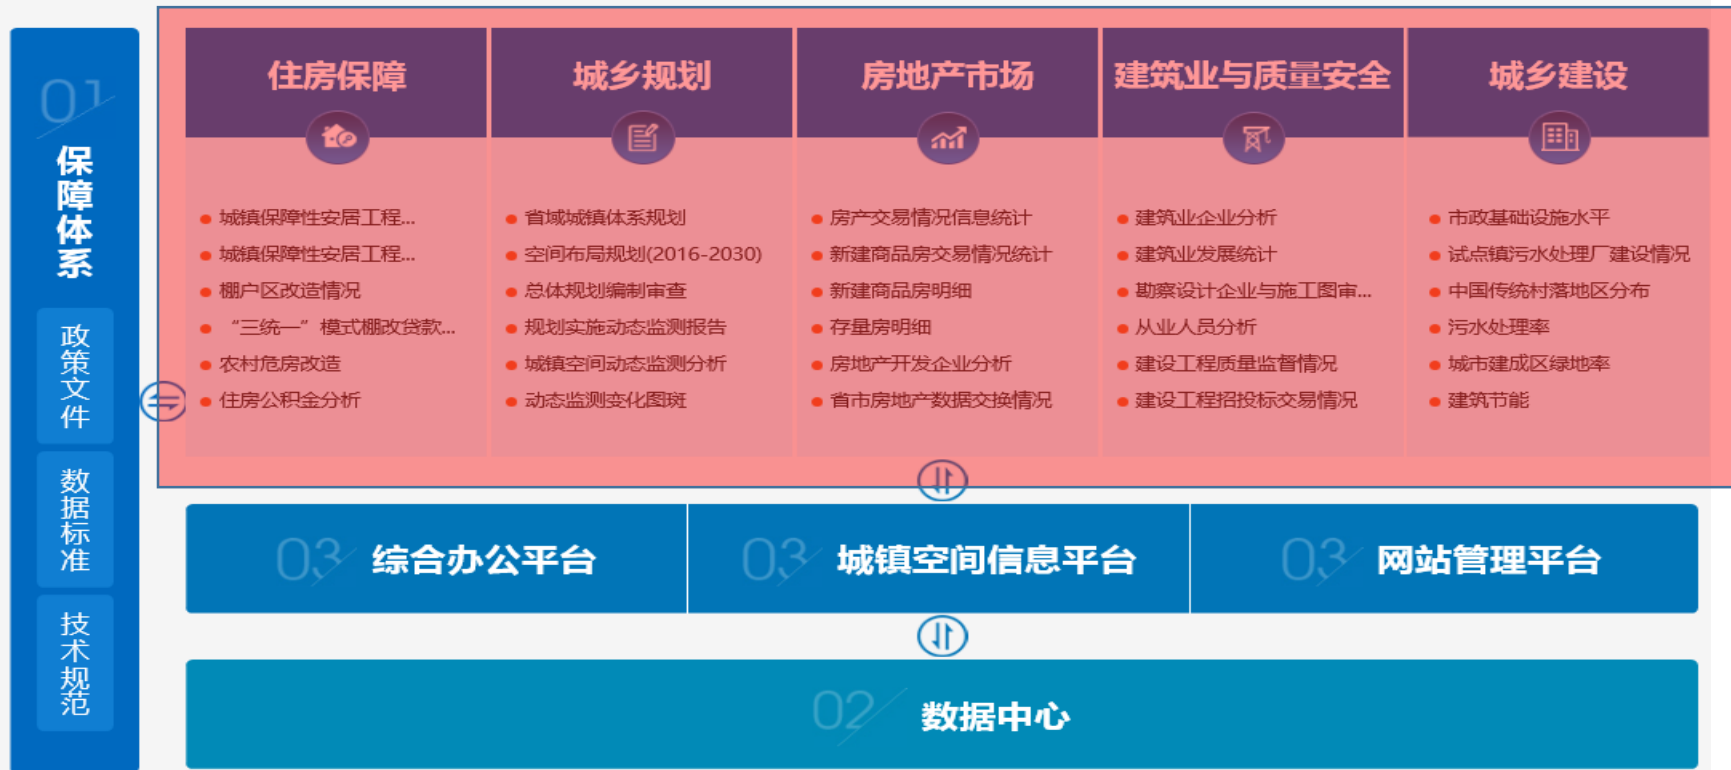 01
保障体系
政策文件
数据标准
技术规范
住房保障
城镇保障性安居工程...
城镇保障性安居工程...
棚户区改造情况
“三统一”模式棚改贷款...
农村危房改造
住房公积金分析
城乡规划
省域城镇体系规划
空间布局规划(2016-2030)
总体规划编制审查
规划实施动态监测报告
城镇空间动态监测分析
动态监测变化图斑
房地产市场
房产交易情况信息统计
新建商品房交易情况统计
新建商品房明细
存量房明细
房地产开发企业分析
省市房地产数据交换情况
建筑业与质量安全
建筑业企业分析
建筑业发展统计
勘察设计企业与施工图审...
从业人员分析
建设工程质量监督情况
建设工程招投标交易情况
城乡建设
市政基础设施水平
试点镇污水处理厂建设情况
中国传统村落地区分布
污水处理率
城市建成区绿地率
建筑节能
03 综合办公平台
03 城镇空间信息平台
03 网站管理平台
02 数据中心